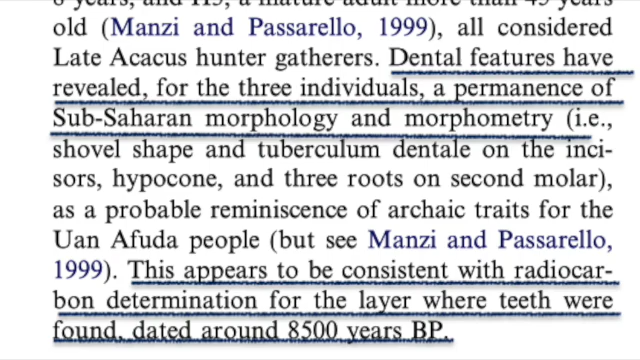 6 years, and H3, a mature adult more than 45 years
old (Manzi and Passarello, 1999), all considered
Late Acacus hunter gatherers. Dental features have
revealed, for the three individuals, a permanence of
Sub-Saharan morphology and morphometry (i.e.,
shovel shape and tuberculum dentale on the inci-
sors, hypocone, and three roots on second molar),
as a probable reminiscence of archaic traits for the
Uan Afuda people (but see Manzi and Passarello,
1999). This appears to be consistent with radiocar-
bon determination for the layer where teeth were
found, dated around 8500 years BP.